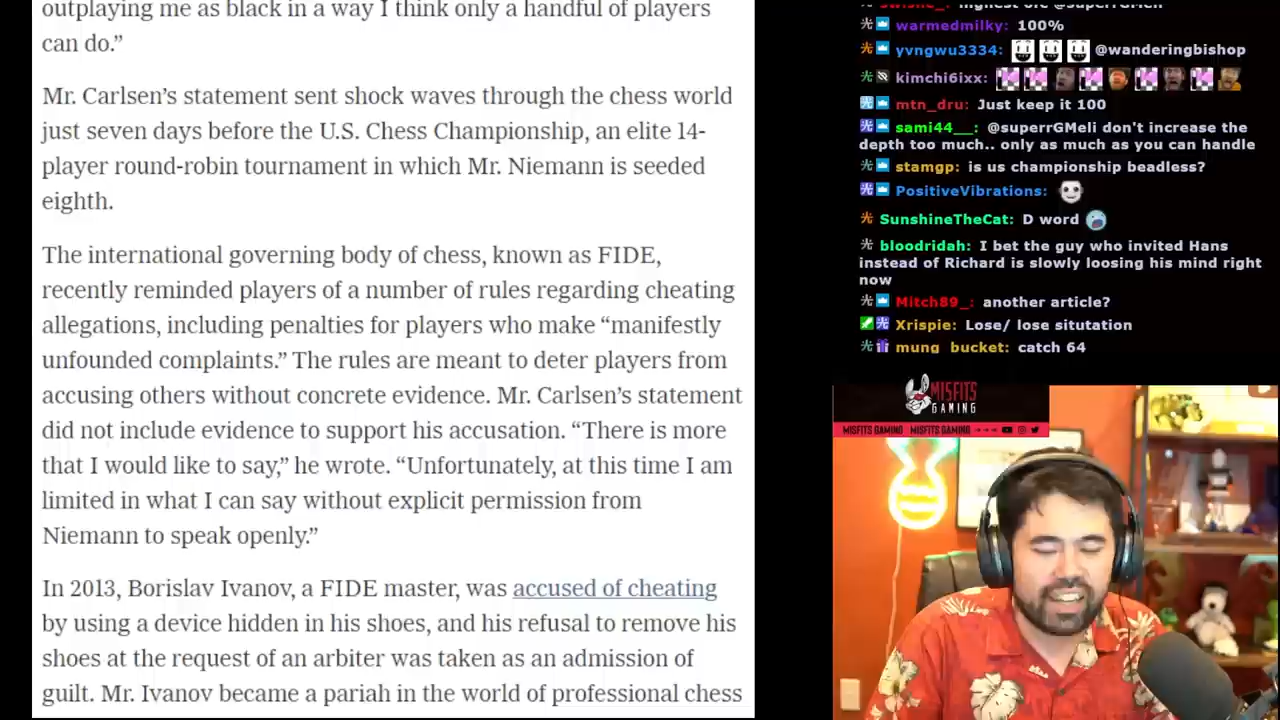 outplaying me as black in a way I think only a handful of players
can do.”
Mr. Carlsen’s statement sent shock waves through the chess world
just seven days before the U.S. Chess Championship, an elite 14-
player round-robin tournament in which Mr. Niemann is seeded
eighth.
The international governing body of chess, known as FIDE,
recently reminded players of a number of rules regarding cheating
allegations, including penalties for players who make “manifestly
unfounded complaints.” The rules are meant to deter players from
accusing others without concrete evidence. Mr. Carlsen’s statement
did not include evidence to support his accusation. “There is more
that I would like to say,” he wrote. “Unfortunately, at this time I am
limited in what I can say without explicit permission from
Niemann to speak openly.”
In 2013, Borislav Ivanov, a FIDE master, was accused of cheating
by using a device hidden in his shoes, and his refusal to remove his
shoes at the request of an arbiter was taken as an admission of
guilt. Mr. Ivanov became a pariah in the world of professional chess
warmedmilky: 100%
yvngwu3334: @wanderingbishop
kimchi6ixx:
mtn_dru: Just keep it 100
sami44__: @superrGMeli don't increase the
depth too much.. only as much as you can handle
stamgp: is us championship beadless?
PositiveVibrations:
SunshineTheCat: D word
bloodridah: I bet the guy who invited Hans
instead of Richard is slowly loosing his mind right
now
Mitch89_: another article?
Xrispie: Lose/ lose situtation
mung_bucket: catch 64
MISFITS
GAMING
MISFITS GAMING MISFITS GAMING